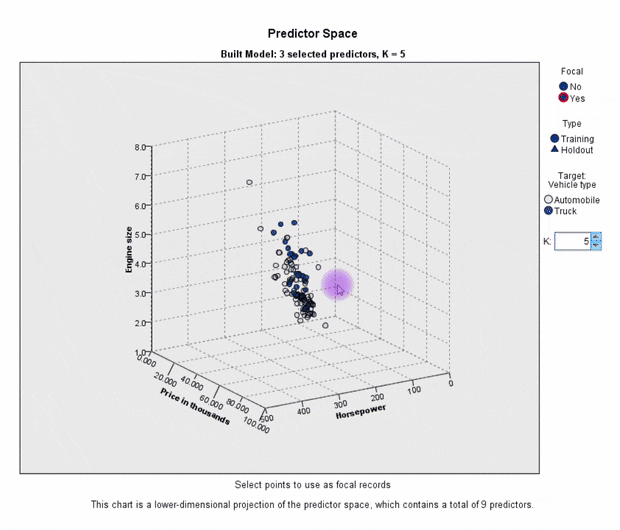 Predictor Space
Built Model: 3 selected predictors, K = 5
Focal
No
Yes
Type
Training
Holdout
Target:
Vehicle type
Automobile
Truck
K: 5
Engine size
8.0
7.0
6.0
5.0
4.0
3.0
2.0
1.0
0.000
20.000
40.000
60.000
80.000
100.000
Price in thousands
500
400
300
200
100
0
Horsepower
Select points to use as focal records
This chart is a lower-dimensional projection of the predictor space, which contains a total of 9 predictors.